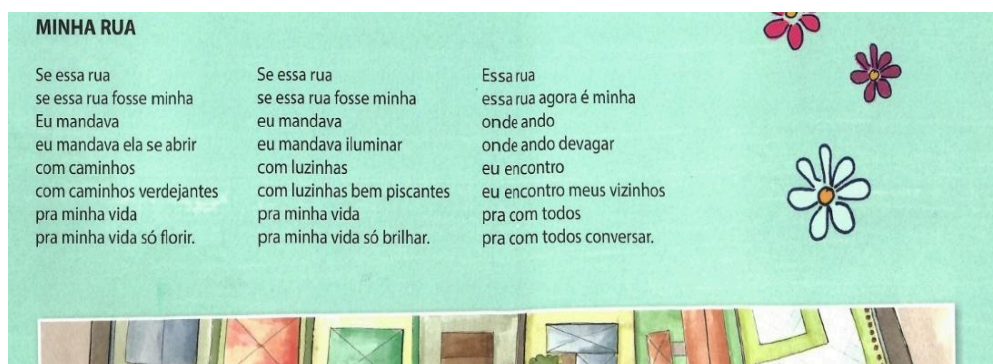 MINHA RUA
Se essa rua
se essa rua fosse minha
Eu mandava
eu mandava ela se abrir
com caminhos
com caminhos verdejantes
pra minha vida
pra minha vida só florir.
Se essa rua
se essa rua fosse minha
eu mandava
eu mandava iluminar
com luzinhas
com luzinhas bem piscantes
pra minha vida
pra minha vida só brilhar.
Essa rua
essa rua agora é minha
onde ando
onde ando devagar
eu encontro
eu encontro meus vizinhos
pra com todos
pra com todos conversar.